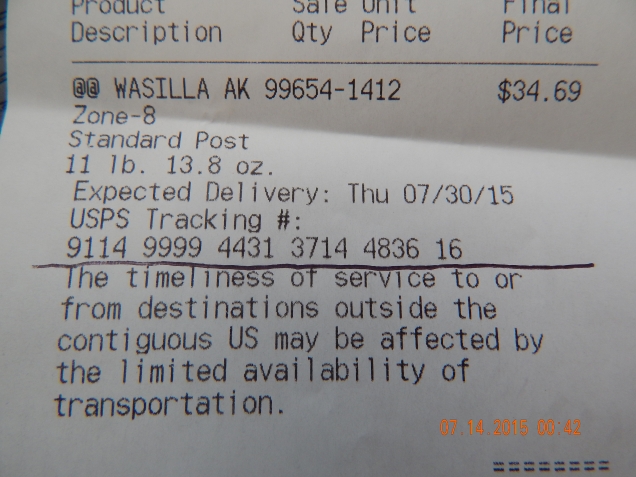 Product Sale Unit Final
Description Qty Price Price
@@ WASILLA AK 99654-1412 $34.69
Zone-8
Standard Post
11 lb. 13.8 oz.
Expected Delivery: Thu 07/30/15
USPS Tracking #:
9114 9999 4431 3714 4836 16
The timeliness of service to or
from destinations outside the
contiguous US may be affected by
the limited availability of
transportation.
07.14.2015 08:42
========